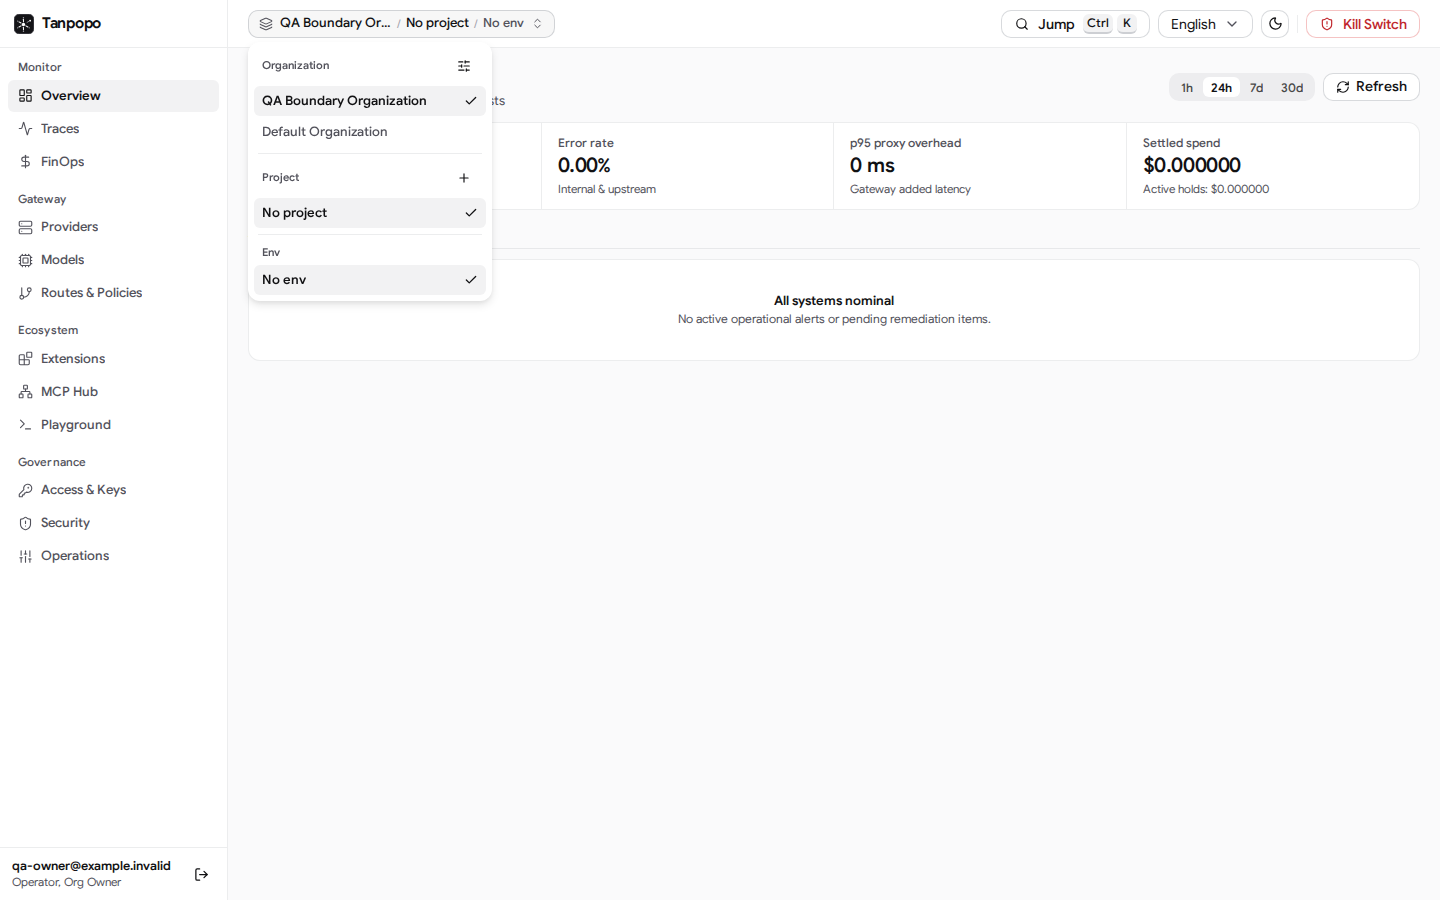 Tanpopo
QA Boundary Or... / No project / No env
Jump Ctrl K
English
Kill Switch
Monitor
Overview
Traces
FinOps
Gateway
Providers
Models
Routes & Policies
Ecosystem
Extensions
MCP Hub
Playground
Governance
Access & Keys
Security
Operations
qa-owner@example.invalid
Operator, Org Owner
Organization
QA Boundary Organization
Default Organization
Project
No project
Env
No env
1h 24h 7d 30d
Refresh
Error rate
0.00%
Internal & upstream
p95 proxy overhead
0 ms
Gateway added latency
Settled spend
$0.000000
Active holds: $0.000000
All systems nominal
No active operational alerts or pending remediation items.